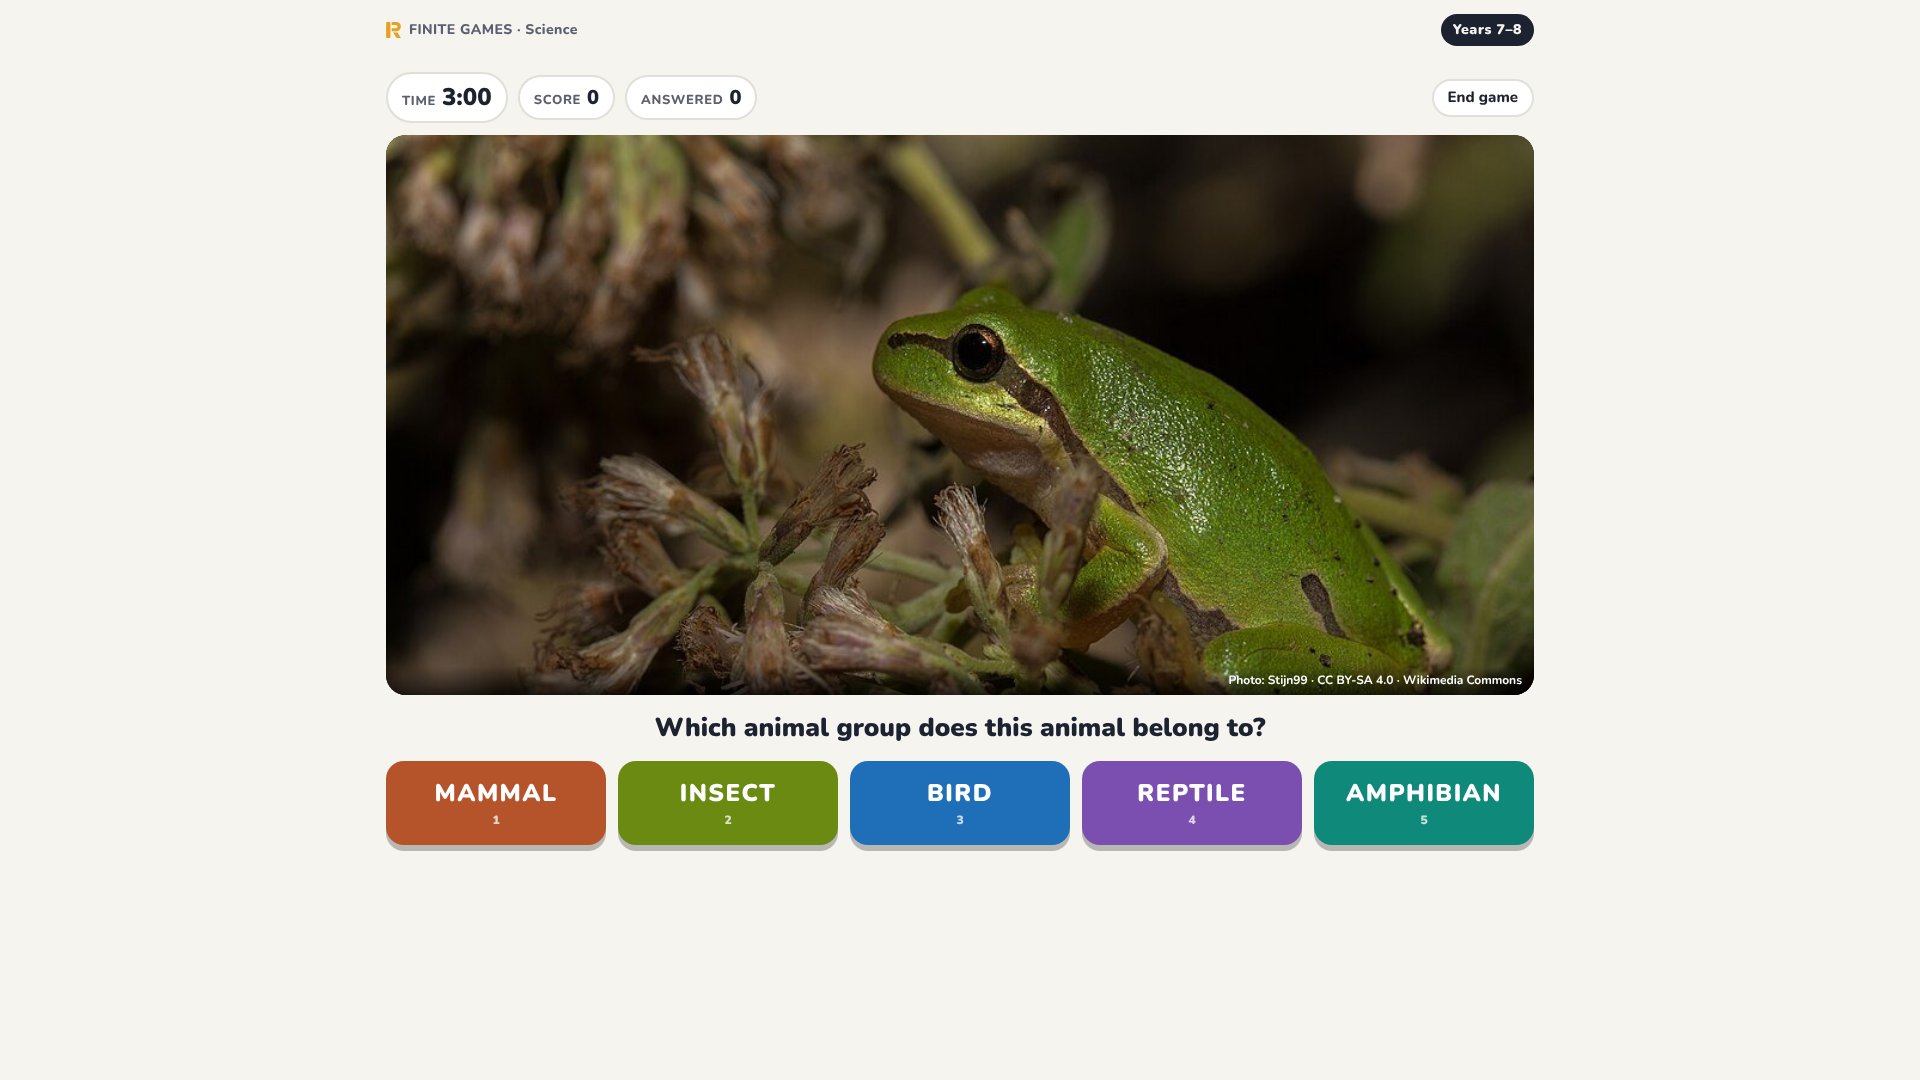 FINITE GAMES · Science
Years 7–8
TIME 3:00
SCORE 0
ANSWERED 0
End game
Photo: Stijn99 · CC BY-SA 4.0 · Wikimedia Commons
Which animal group does this animal belong to?
MAMMAL
1
INSECT
2
BIRD
3
REPTILE
4
AMPHIBIAN
5